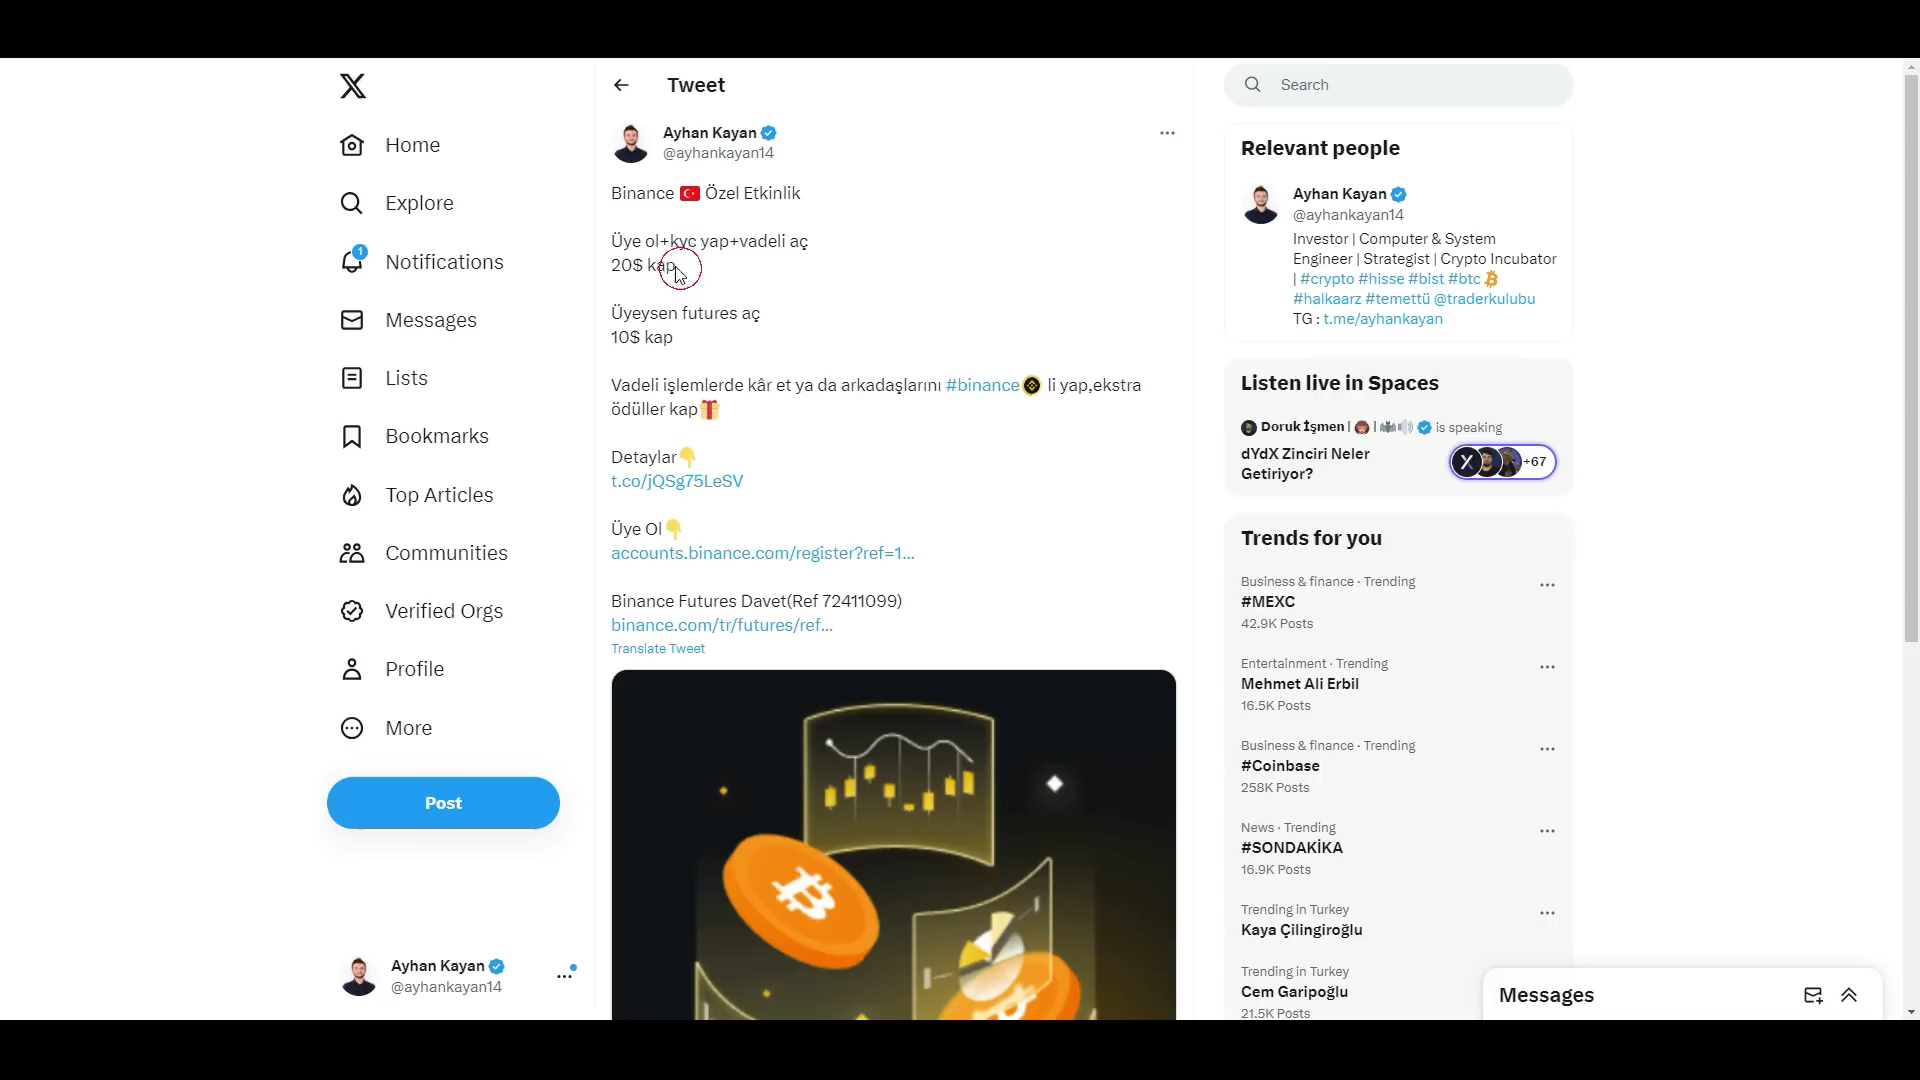 Home
Explore
1
Notifications
Messages
Lists
Bookmarks
Top Articles
Communities
Verified Orgs
Profile
More
Post
Ayhan Kayan
@ayhankayan14
Tweet
Ayhan Kayan
@ayhankayan14
Binance 🇹🇷 Özel Etkinlik
Üye ol+kyc yap+vadeli aç
20$ kap
Üyeysen futures aç
10$ kap
Vadeli işlemlerde kâr et ya da arkadaşlarını #binance li yap,ekstra
ödüller kap🎁
Detaylar👇
t.co/jQSg75LeSV
Üye Ol👇
accounts.binance.com/register?ref=1...
Binance Futures Davet(Ref 72411099)
binance.com/tr/futures/ref...
Translate Tweet
Search
Relevant people
Ayhan Kayan
@ayhankayan14
Investor | Computer & System
Engineer | Strategist | Crypto Incubator
| #crypto #hisse #bist #btc
#halkaarz #temettü @traderkulubu
TG : t.me/ayhankayan
Listen live in Spaces
Doruk İşmen | 👨🏻‍🦰 | 🦇🔊 is speaking
dYdX Zinciri Neler
Getiriyor?
+67
Trends for you
Business & finance · Trending
#MEXC
42.9K Posts
Entertainment · Trending
Mehmet Ali Erbil
16.5K Posts
Business & finance · Trending
#Coinbase
258K Posts
News · Trending
#SONDAKİKA
16.9K Posts
Trending in Turkey
Kaya Çilingiroğlu
Trending in Turkey
Cem Garipoğlu
21.5K Posts
Messages